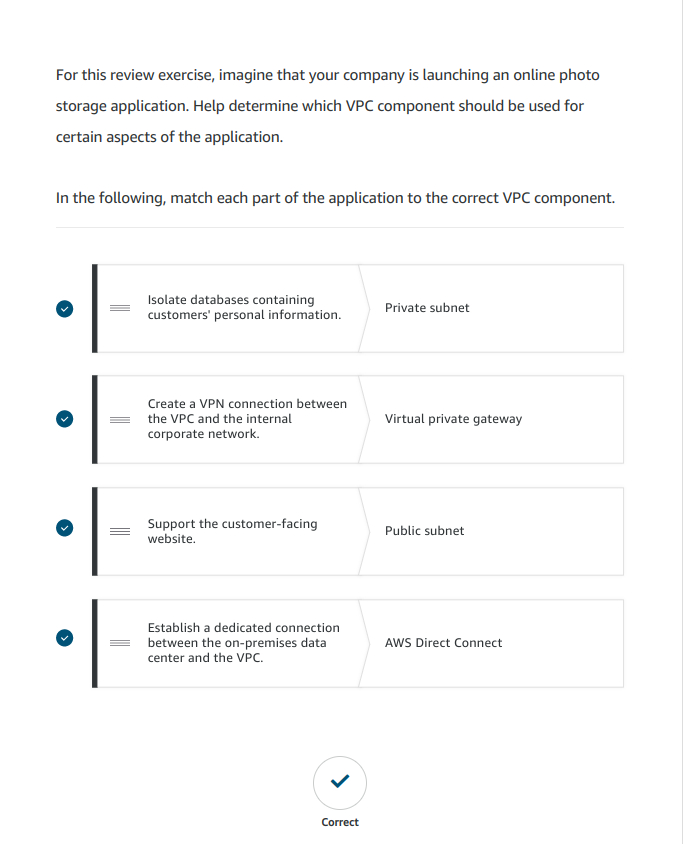 For this review exercise, imagine that your company is launching an online photo
storage application. Help determine which VPC component should be used for
certain aspects of the application.
In the following, match each part of the application to the correct VPC component.
Isolate databases containing
customers' personal information.
Private subnet
Create a VPN connection between
the VPC and the internal
corporate network.
Virtual private gateway
Support the customer-facing
website.
Public subnet
Establish a dedicated connection
between the on-premises data
center and the VPC.
AWS Direct Connect
Correct